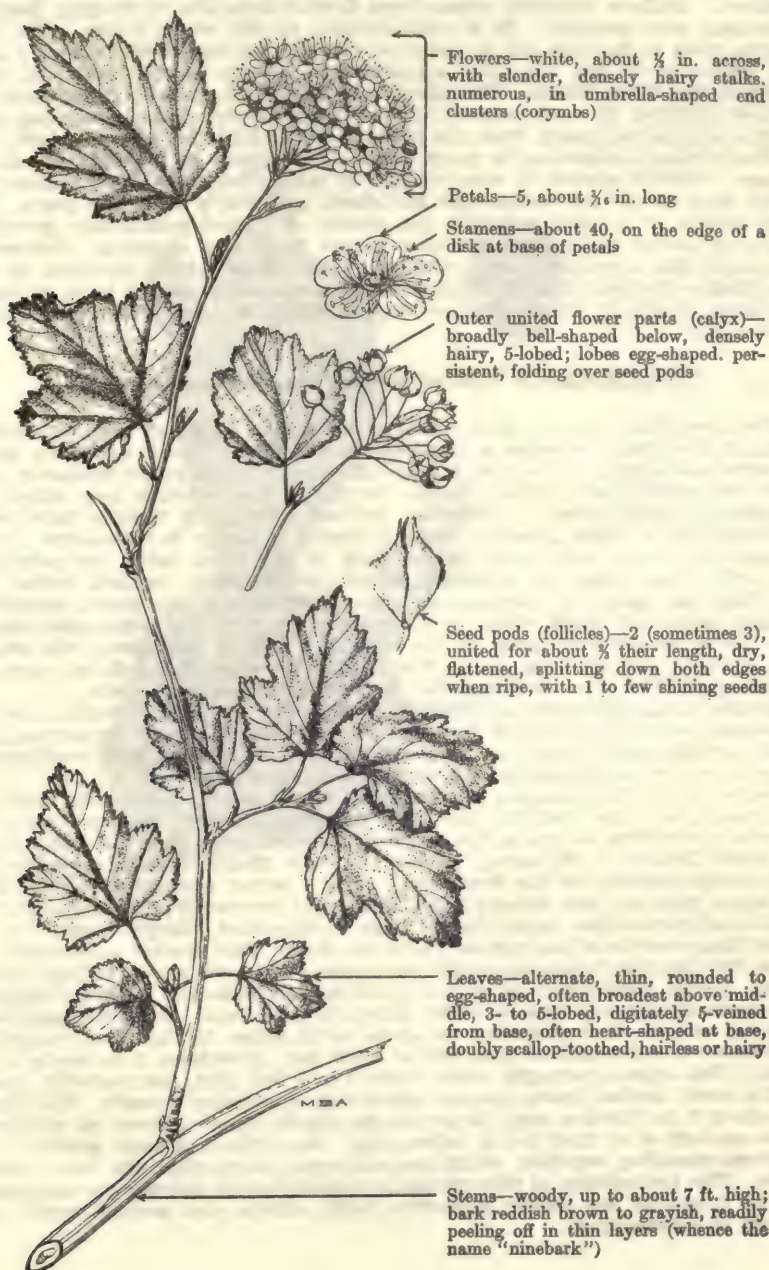 Flowers—white, about in. across,
with slender, densely hairy stalks,
numerous, in umbrella-shaped end
clusters (corymbs)
Petals—5, about 3/16 in. long
Stamens—about 40, on the edge of a
disk at base of petals
Outer united flower parts (calyx)—
broadly bell-shaped below, densely
hairy, 5-lobed; lobes egg-shaped. per-
sistent, folding over seed pods
Seed pods (follicles)—2 (sometimes 3),
united for about their length, dry,
flattened, splitting down both edges
when ripe, with 1 to few shining seeds
Leaves—alternate, thin, rounded to
egg-shaped, often broadest above mid-
dle, 3- to 5-lobed, digitately 5-veined
from base, often heart-shaped at base,
doubly scallop-toothed, hairless or hairy
MSA
Stems—woody, up to about 7 ft. high;
bark reddish brown to grayish, readily
peeling off in thin layers (whence the
name "ninebark")